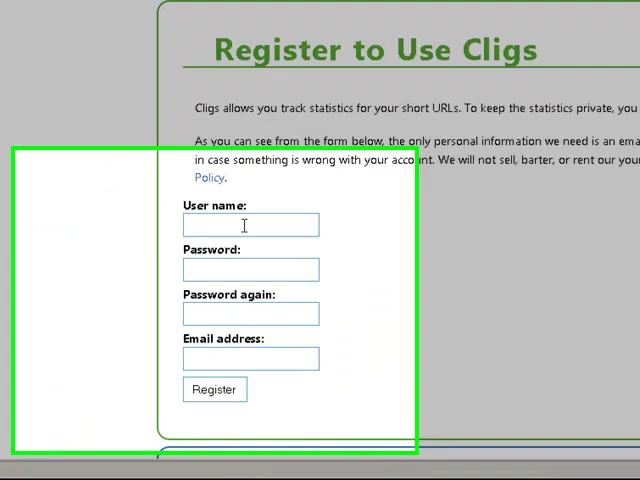 Register to Use Cligs
Cligs allows you track statistics for your short URLs. To keep the statistics private, you
As you can see from the form below, the only personal information we need is an ema
in case something is wrong with your account. We will not sell, barter, or rent our your
Policy.
User name:
Password:
Password again:
Email address:
Register